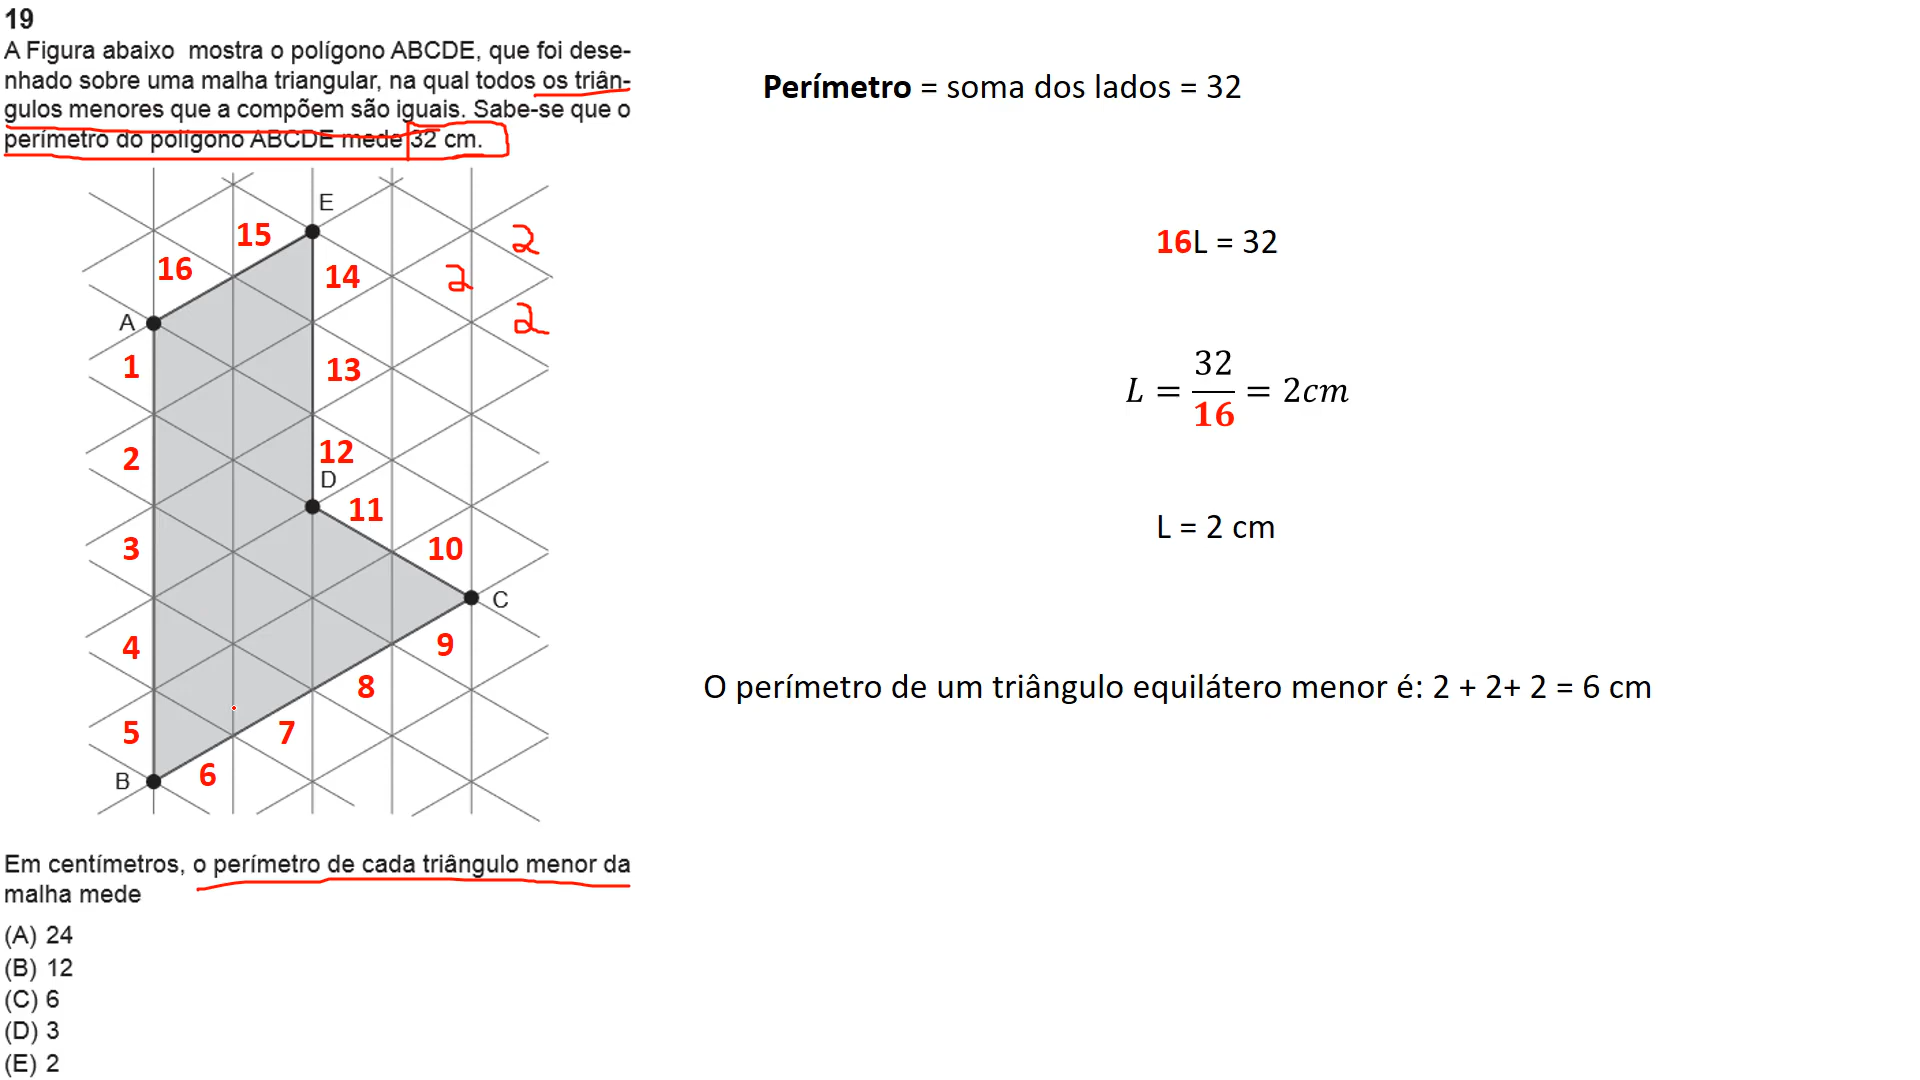 19
A Figura abaixo mostra o polígono ABCDE, que foi dese-
nhado sobre uma malha triangular, na qual todos os triân-
gulos menores que a compõem são iguais. Sabe-se que o
perímetro do polígono ABCDE mede 32 cm.
E
15
2
16
14
2
A
2
1
13
2
12
D
11
3
10
C
4
9
8
5
7
B
6
Em centímetros, o perímetro de cada triângulo menor da
malha mede
(A) 24
(B) 12
(C) 6
(D) 3
(E) 2
Perímetro = soma dos lados = 32
16L = 32
L = 32/16 = 2cm
L = 2 cm
O perímetro de um triângulo equilátero menor é: 2 + 2+ 2 = 6 cm